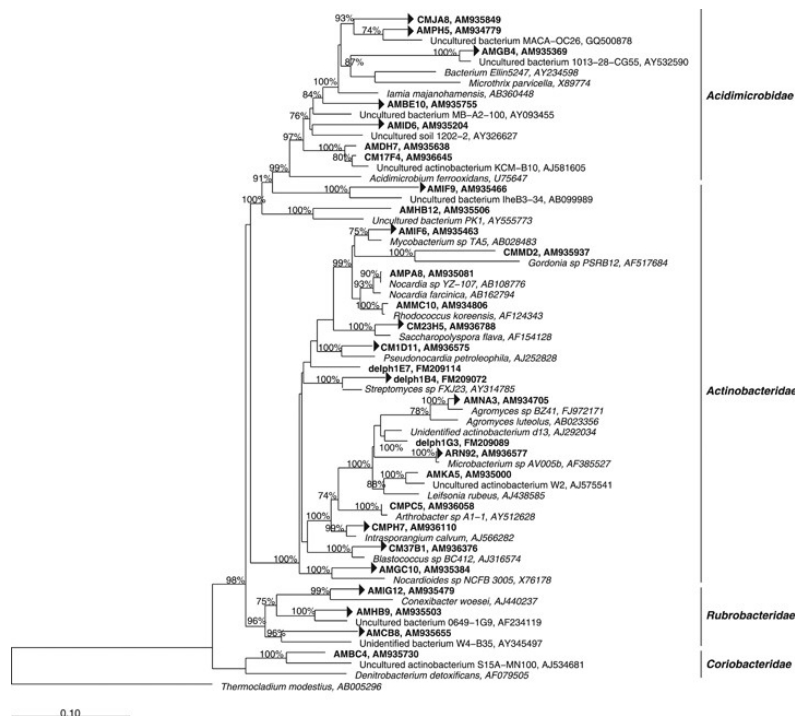 93%
CMJA8, AM935849
AMPH5, AM934779
74%
Uncultured bacterium MACA-OC26, GQ500878
AMGB4, AM935369
100%
Uncultured bacterium 1013-28-CG55, AY532590
87%
Bacterium Ellin5247, AY234598
Microthrix parvicella, X89774
100%
Iamia majanohamensis, AB360448
84%
AMBE10, AM935755
Uncultured bacterium MB-A2-100, AY093455
76%
AMID6, AM935204
Uncultured soil 1202-2, AY326627
97%
AMDH7, AM935638
100%
CM17F4, AM936645
80%
Uncultured actinobacterium KCM-B10, AJ581605
99%
Acidimicrobium ferrooxidans, U75647
91%
AMIF9, AM935466
100%
Uncultured bacterium IheB3-34, AB099989
100%
AMHB12, AM935506
100%
Uncultured bacterium PK1, AY555773
AMIF6, AM935463
75%
Mycobacterium sp TA5, AB028483
CMMD2, AM935937
100%
Gordonia sp PSRB12, AF517684
99%
AMPA8, AM935081
90%
Nocardia sp YZ-107, AB108776
93%
Nocardia farcinica, AB162794
AMMC10, AM934806
100%
Rhodococcus koreensis, AF124343
CM23H5, AM936788
100%
Saccharopolyspora flava, AF154128
CM1D11, AM936575
100%
Pseudonocardia petroleophila, AJ252828
delph1E7, FM209114
delph1B4, FM209072
100%
Streptomyces sp FXJ23, AY314785
AMNA3, AM934705
100%
Agromyces sp BZ41, FJ972171
78%
Agromyces luteolus, AB023356
Unidentified actinobacterium d13, AJ292034
delph1G3, FM209089
100%
ARN92, AM936577
100%
Microbacterium sp AV005b, AF385527
100%
AMKA5, AM935000
100%
Uncultured actinobacterium W2, AJ575541
88%
Leifsonia rubeus, AJ438585
74%
CMPC5, AM936058
100%
Arthrobacter sp A1-1, AY512628
100%
CMPH7, AM936110
99%
Intrasporangium calvum, AJ566282
CM37B1, AM936376
100%
Blastococcus sp BC412, AJ316574
AMGC10, AM935384
100%
100%
Nocardioides sp NCFB 3005, X76178
98%
AMIG12, AM935479
99%
Conexibacter woesei, AJ440237
75%
AMHB9, AM935503
100%
Uncultured bacterium 0649-1G9, AF234119
96%
AMCB8, AM935655
96%
Unidentified bacterium W4-B35, AY345497
AMBC4, AM935730
100%
Uncultured actinobacterium S15A-MN100, AJ534681
Denitrobacterium detoxificans, AF079505
Thermocladium modestius, AB005296
0.10
Acidimicrobidae
Actinobacteridae
Rubrobacteridae
Coriobacteridae